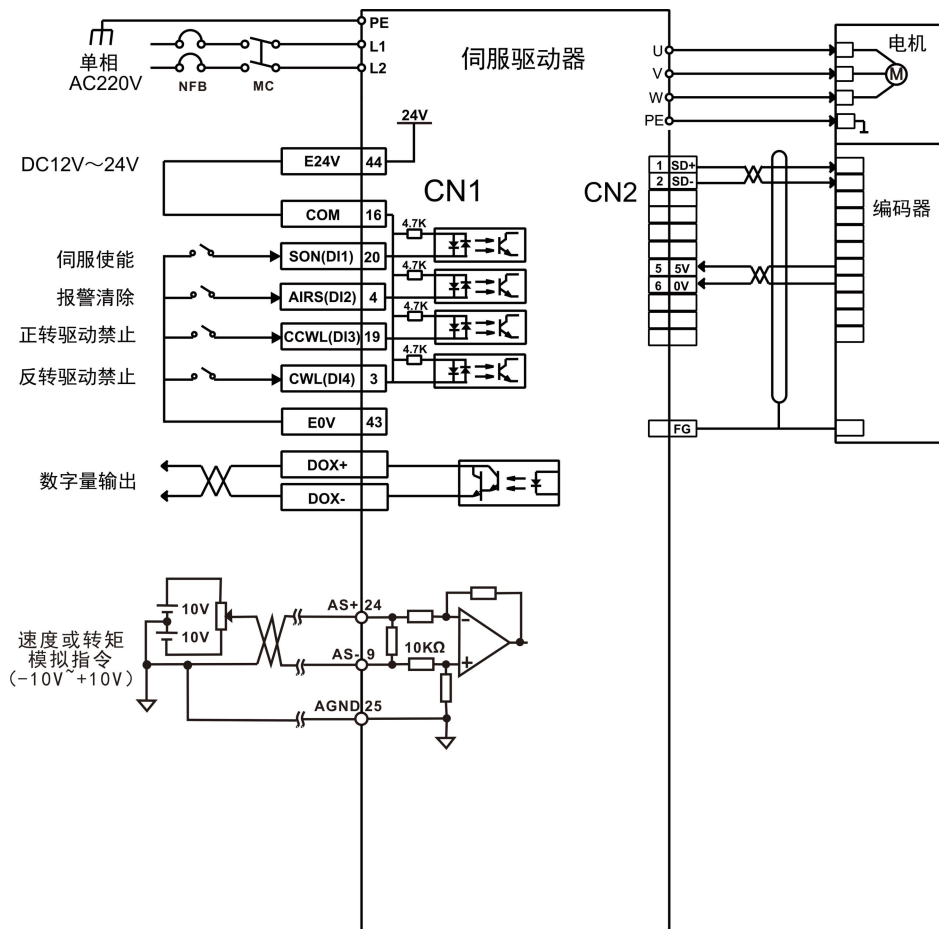 PE
L1
L2
单相
AC220V
NFB
MC
伺服驱动器
24V
DC12V～24V
E24V 44
CN1
COM 16
4.7K
伺服使能
SON(DI1) 20
4.7K
报警清除
AIRS(DI2) 4
4.7K
正转驱动禁止
CCWL(DI3) 19
4.7K
反转驱动禁止
CWL(DI4) 3
E0V 43
数字量输出
DOX+
DOX-
10V
10V
速度或转矩
模拟指令
(-10V~+10V)
AS+ 24
AS- 9
10KΩ
AGND 25
-
+
U
V
W
PE
电机
M
CN2
1 SD+
2 SD-
5 5V
6 0V
FG
编码器